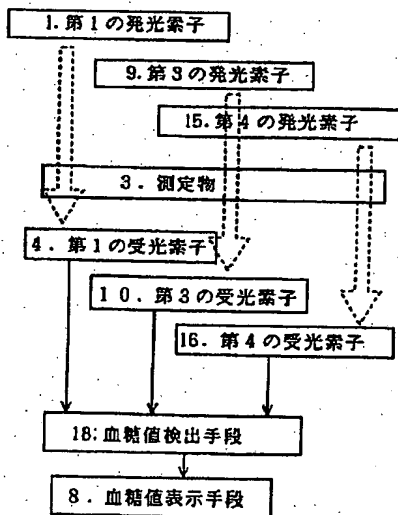 1.第1の発光素子
9.第3の発光素子
15.第4の発光素子
3.測定物
4.第1の受光素子
10.第3の受光素子
16.第4の受光素子
18:血糖値検出手段
8.血糖値表示手段